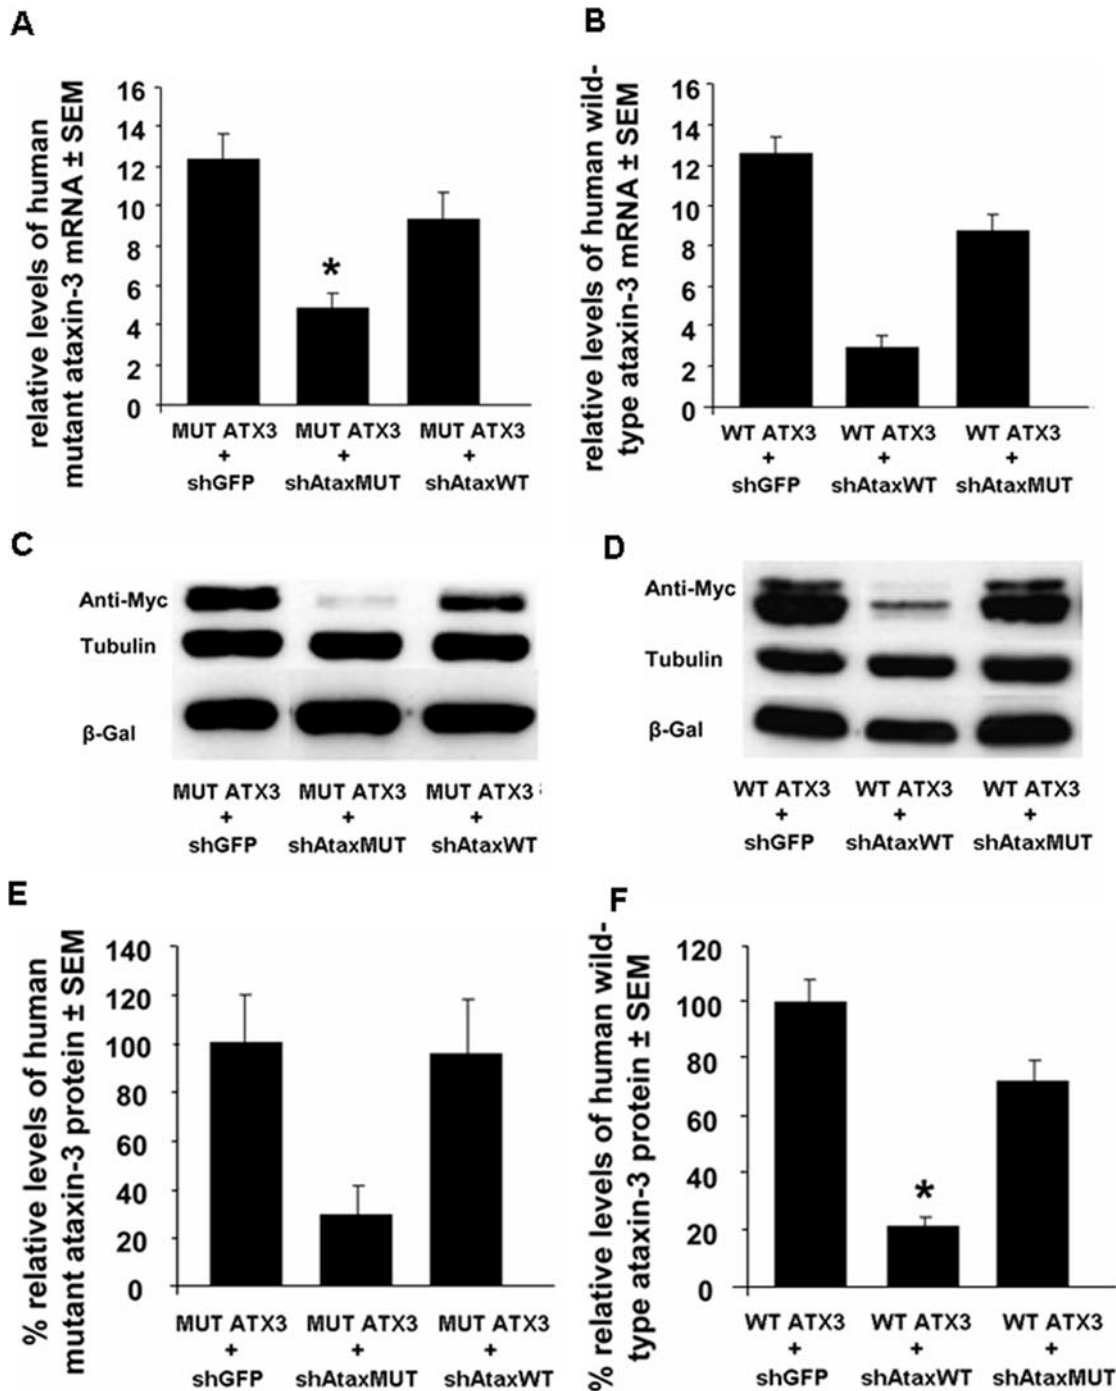 A
relative levels of human
mutant ataxin-3 mRNA ± SEM
16
14
12
10
8
6
4
2
0
*
MUT ATX3 MUT ATX3 MUT ATX3
+ + +
shGFP shAtaxMUT shAtaxWT
B
relative levels of human wild-
type ataxin-3 mRNA ± SEM
16
14
12
10
8
6
4
2
0
WT ATX3 WT ATX3 WT ATX3
+ + +
shGFP shAtaxWT shAtaxMUT
C
Anti-Myc
Tubulin
β-Gal
MUT ATX3 MUT ATX3 MUT ATX3
+ + +
shGFP shAtaxMUT shAtaxWT
D
Anti-Myc
Tubulin
β-Gal
WT ATX3 WT ATX3 WT ATX3
+ + +
shGFP shAtaxWT shAtaxMUT
E
% relative levels of human
mutant ataxin-3 protein ± SEM
140
120
100
80
60
40
20
0
MUT ATX3 MUT ATX3 MUT ATX3
+ + +
shGFP shAtaxMUT shAtaxWT
F
% relative levels of human wild-
type ataxin-3 protein ± SEM
120
100
80
60
40
20
0
*
WT ATX3 WT ATX3 WT ATX3
+ + +
shGFP shAtaxWT shAtaxMUT